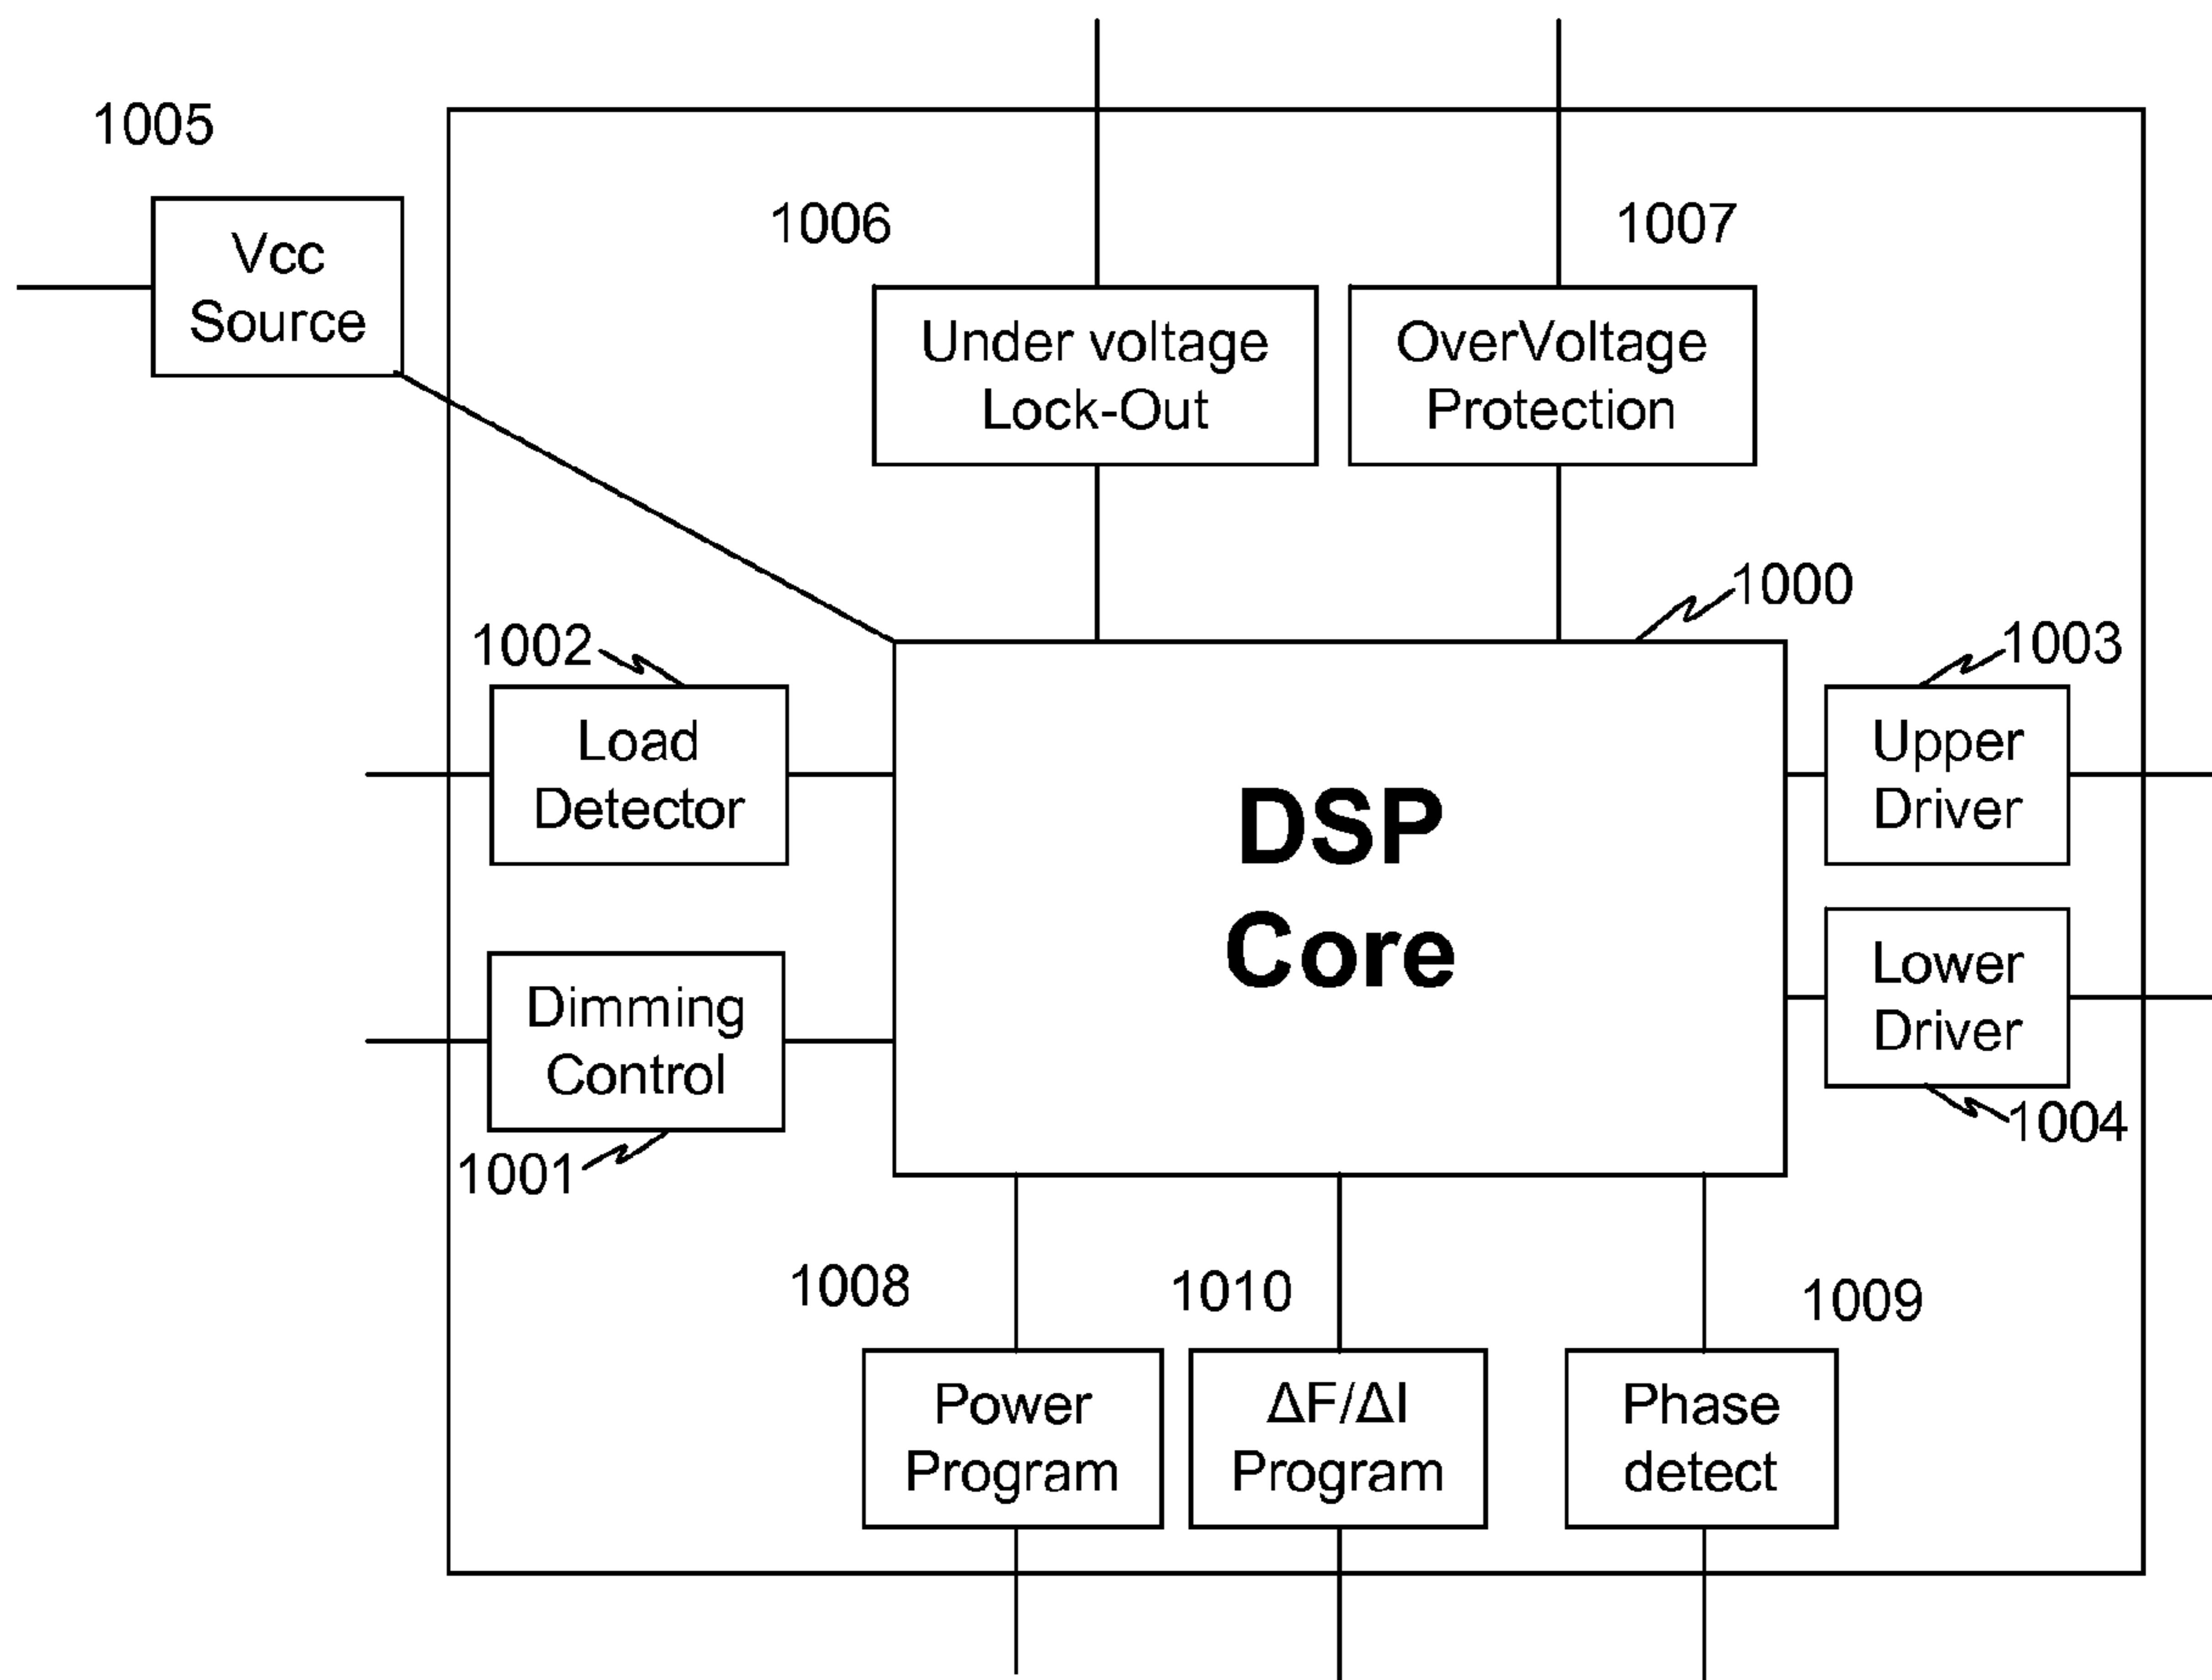 1005
Vcc
Source
1006
Under voltage
Lock-Out
1007
OverVoltage
Protection
1000
1002
Load
Detector
1003
Upper
Driver
DSP
Core
Dimming
Control
1001
Lower
Driver
1004
1008
Power
Program
1010
ΔF/ΔI
Program
1009
Phase
detect